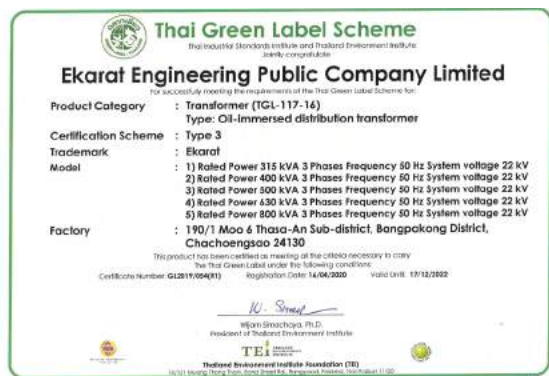 Thai Green Label Scheme
Thai Industrial Standards Institute and Thailand Environment Institute
Jointly congratulate
Ekarat Engineering Public Company Limited
For successfully meeting the requirements of the Thai Green Label Scheme for:
Product Category : Transformer (TGL-117-16)
Type: Oil-immersed distribution transformer
Certification Scheme : Type 3
Trademark : Ekarat
Model : 1) Rated Power 315 kVA 3 Phases Frequency 50 Hz System voltage 22 kV
2) Rated Power 400 kVA 3 Phases Frequency 50 Hz System voltage 22 kV
3) Rated Power 500 kVA 3 Phases Frequency 50 Hz System voltage 22 kV
4) Rated Power 630 kVA 3 Phases Frequency 50 Hz System voltage 22 kV
5) Rated Power 800 kVA 3 Phases Frequency 50 Hz System voltage 22 kV
Factory : 190/1 Moo 6 Thasa-An Sub-district, Bangpakong District,
Chachoengsao 24130
This product has been certified as meeting all the criteria necessary to carry
The Thai Green Label under the following conditions:
Certificate Number: GL2019/054(R1) Registration Date: 16/04/2020 Valid Until: 17/12/2022
Wijarn Simachaya, Ph.D.
President of Thailand Environment Institute
TEI THAILAND ENVIRONMENT INSTITUTE
Thailand Environment Institute Foundation (TEI)